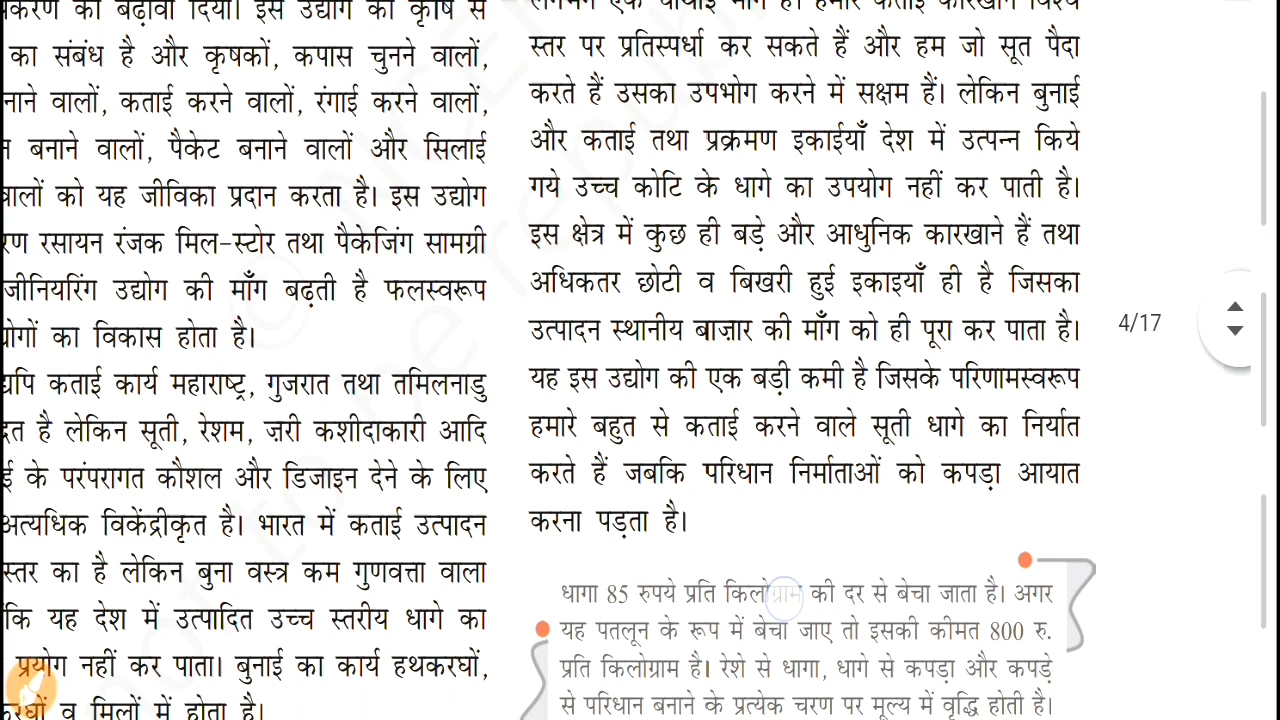 का संबंध है और कृषकों, कपास चुनने वालों,
वालों, कताई करने वालों, रंगाई करने वालों,
बनाने वालों, पैकेट बनाने वालों और सिलाई
को यह जीविका प्रदान करता है। इस उद्योग
रसायन रंजक मिल-स्टोर तथा पैकेजिंग सामग्री
उद्योग की माँग बढ़ती है फलस्वरूप
का विकास होता है।
कताई कार्य महाराष्ट्र, गुजरात तथा तमिलनाडु
है लेकिन सूती, रेशम, ज़री कशीदाकारी आदि
के परंपरागत कौशल और डिजाइन देने के लिए
अत्यधिक विकेंद्रीकृत है। भारत में कताई उत्पादन
स्तर का है लेकिन बुना वस्त्र कम गुणवत्ता वाला
कि यह देश में उत्पादित उच्च स्तरीय धागे का
प्रयोग नहीं कर पाता। बुनाई का कार्य हथकरघों,
व मिलों में होता है।
स्तर पर प्रतिस्पर्धा कर सकते हैं और हम जो सूत पैदा
करते हैं उसका उपभोग करने में सक्षम हैं। लेकिन बुनाई
और कताई तथा प्रक्रमण इकाईयाँ देश में उत्पन्न किये
गये उच्च कोटि के धागे का उपयोग नहीं कर पाती है।
इस क्षेत्र में कुछ ही बड़े और आधुनिक कारखाने हैं तथा
अधिकतर छोटी व बिखरी हुई इकाइयाँ ही है जिसका
उत्पादन स्थानीय बाज़ार की माँग को ही पूरा कर पाता है।
यह इस उद्योग की एक बड़ी कमी है जिसके परिणामस्वरूप
हमारे बहुत से कताई करने वाले सूती धागे का निर्यात
करते हैं जबकि परिधान निर्माताओं को कपड़ा आयात
करना पड़ता है।
धागा 85 रुपये प्रति किलोग्राम की दर से बेचा जाता है। अगर
यह पतलून के रूप में बेचा जाए तो इसकी कीमत 800 रु.
प्रति किलोग्राम है। रेशे से धागा, धागे से कपड़ा और कपड़े
से परिधान बनाने के प्रत्येक चरण पर मूल्य में वृद्धि होती है।
4/17